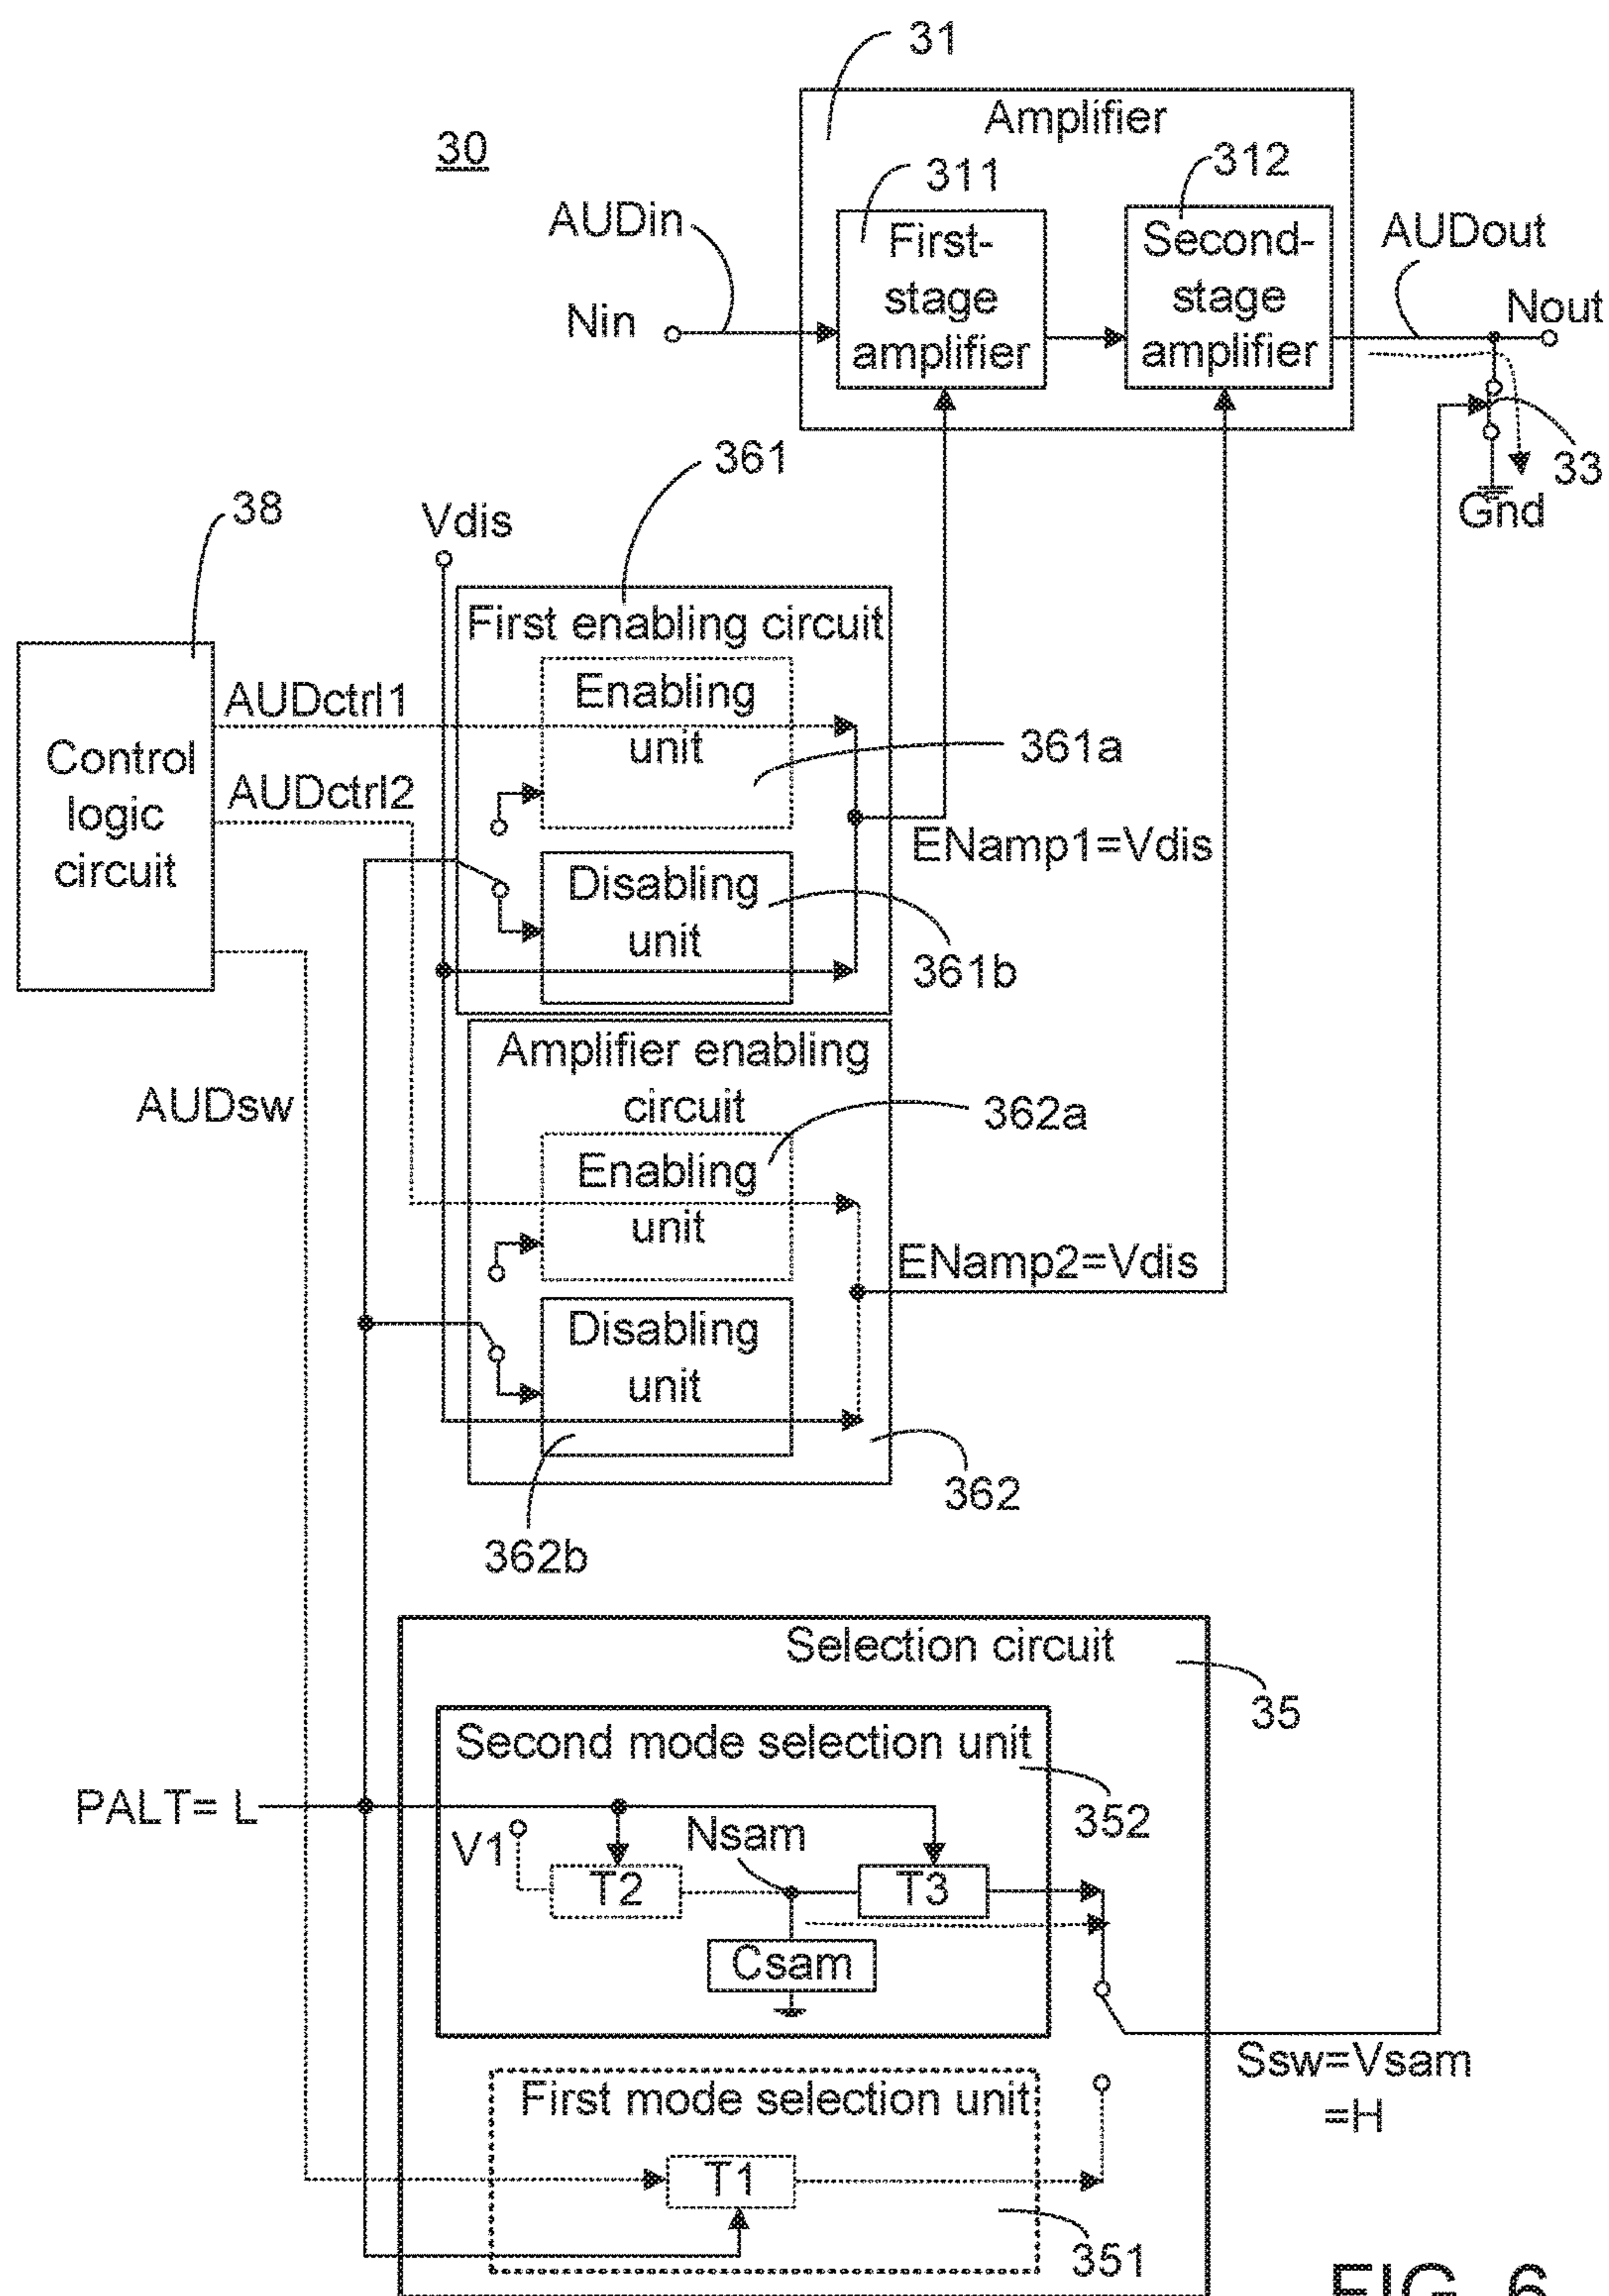 31
Amplifier
30
311
312
AUDin
First-
stage
amplifier
Second-
stage
amplifier
AUDout
Nin
Nout
33
Gnd
361
38
Vdis
First enabling circuit
Control
logic
circuit
AUDctrl1
Enabling
unit
361a
AUDctrl2
ENamp1=Vdis
Disabling
unit
361b
Amplifier enabling
circuit
AUDsw
362a
Enabling
unit
ENamp2=Vdis
Disabling
unit
362
362b
Selection circuit
35
Second mode selection unit
352
PALT= L
V1
Nsam
T2
T3
Csam
Ssw=Vsam
=H
First mode selection unit
T1
351
FIG. 6